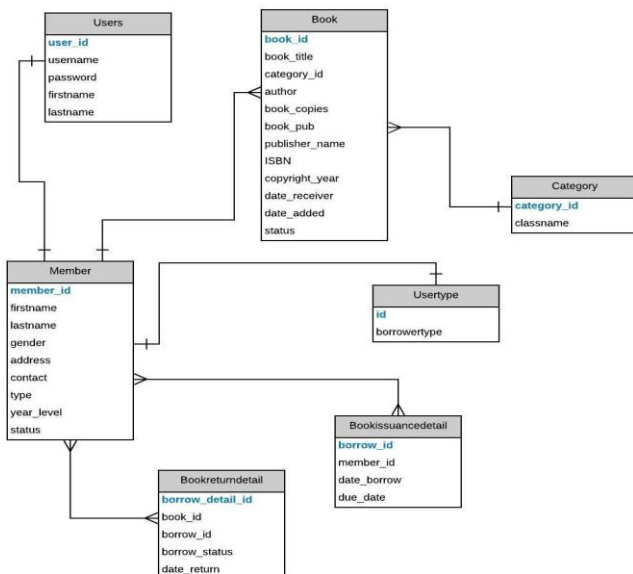 Users
user_id
username
password
firstname
lastname
Book
book_id
book_title
category_id
author
book_copies
book_pub
publisher_name
ISBN
copyright_year
date_receiver
date_added
status
Category
category_id
classname
Member
member_id
firstname
lastname
gender
address
contact
type
year_level
status
Usertype
id
borrowertype
Bookissuancedetail
borrow_id
member_id
date_borrow
due_date
Bookreturndetail
borrow_detail_id
book_id
borrow_id
borrow_status
date_return